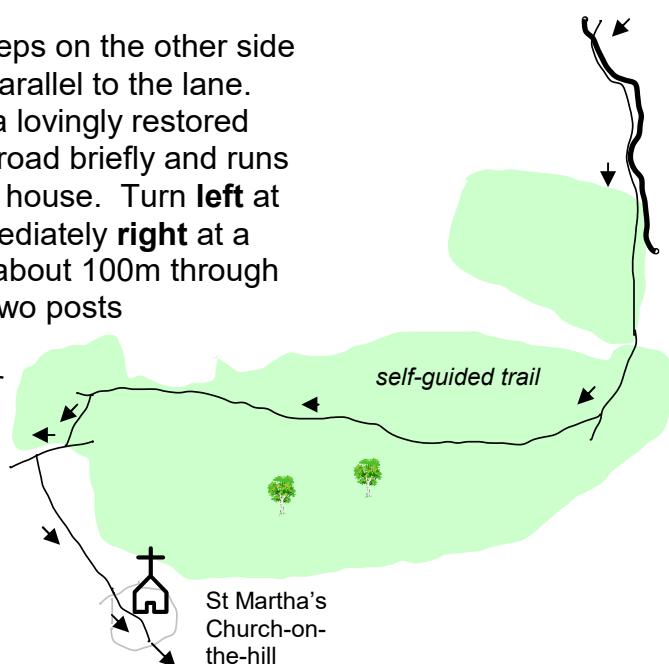 eps on the other side
arallel to the lane.
a lovingly restored
road briefly and runs
house.  Turn left at
ediately right at a
about 100m through
wo posts
self-guided trail
St Martha’s
Church-on-
the-hill